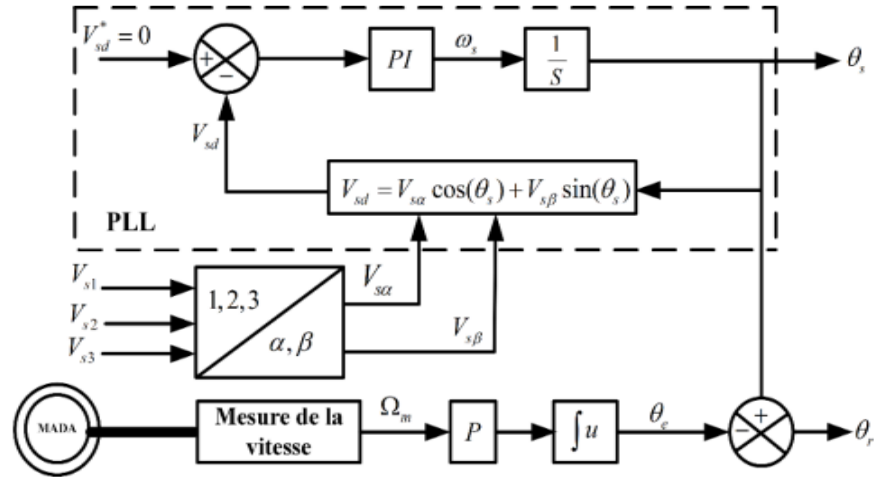 V*sd = 0
+
−
PI
ωs
1/S
θs
Vsd
Vsd = Vsα cos(θs) + Vsβ sin(θs)
PLL
Vs1
Vs2
Vs3
1,2,3
α, β
Vsα
Vsβ
MADA
Mesure de la
vitesse
Ωm
P
∫u
θe
+
−
θr